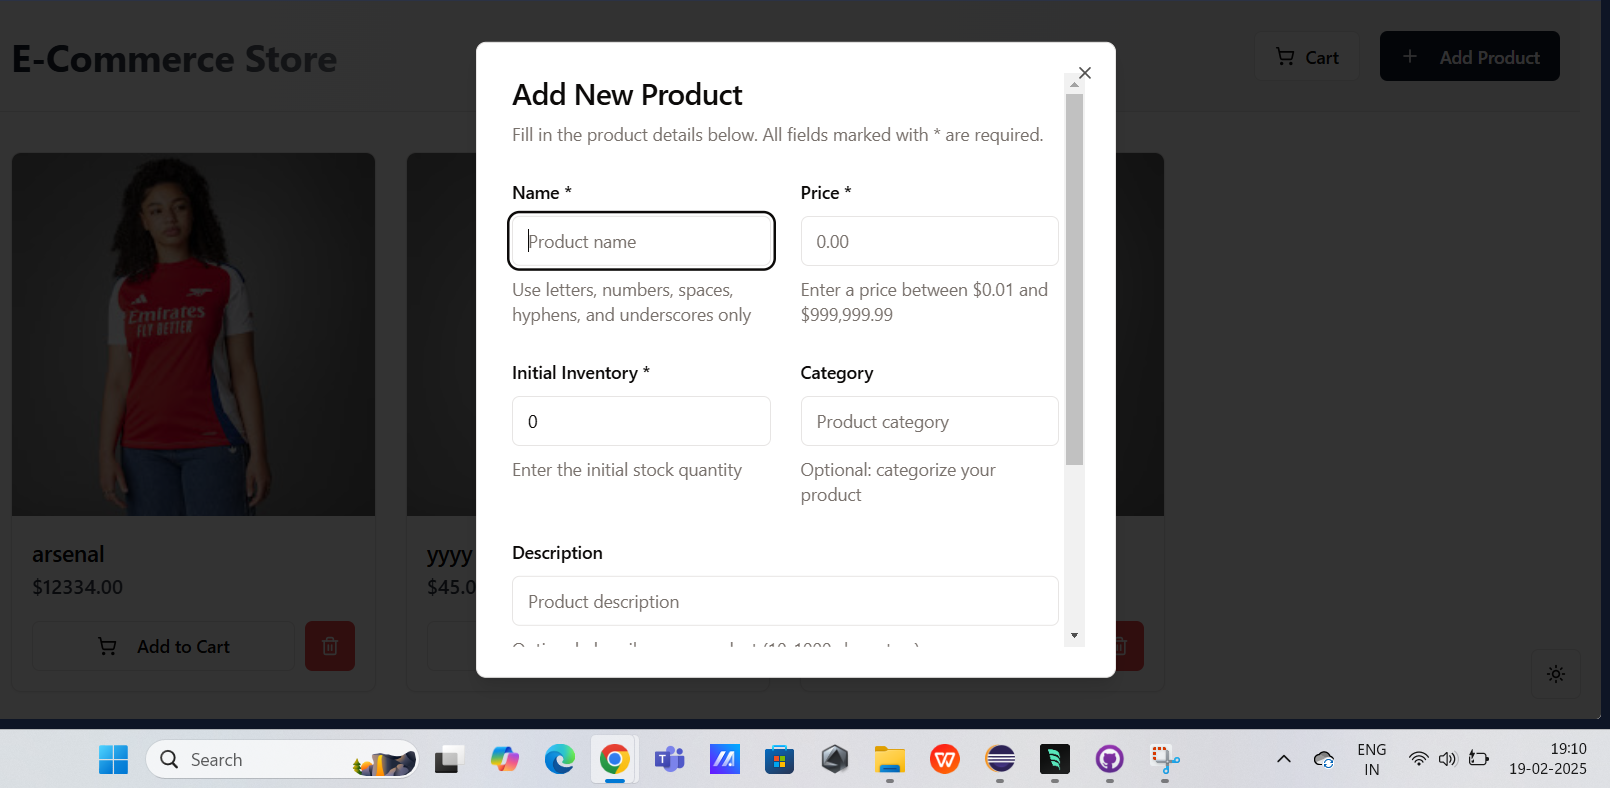 E-Commerce Store
Cart
Add Product
Add New Product
Fill in the product details below. All fields marked with * are required.
Name *
Price *
Product name
0.00
Use letters, numbers, spaces,
hyphens, and underscores only
Enter a price between $0.01 and
$999,999.99
Initial Inventory *
Category
0
Product category
Enter the initial stock quantity
Optional: categorize your
product
Description
Product description
Emirates
FLY BETTER
arsenal
$12334.00
Add to Cart
yyyy
$45.0
Search
ENG
IN
19:10
19-02-2025